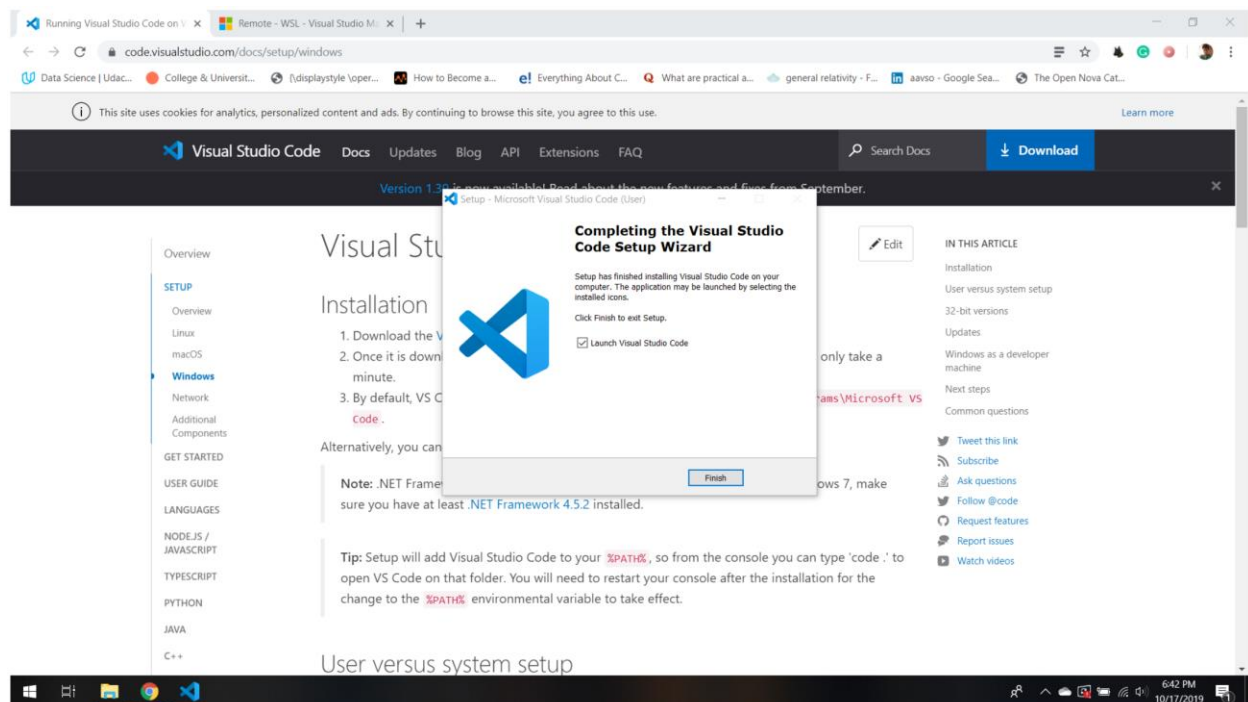 Running Visual Studio Code on
Remote - WSL - Visual Studio Ma
code.visualstudio.com/docs/setup/windows
Data Science | Udac...
College & Universit...
{\displaystyle \oper...
How to Become a...
Everything About C...
What are practical a...
general relativity - F...
aavso - Google Sea...
The Open Nova Cat...
This site uses cookies for analytics, personalized content and ads. By continuing to browse this site, you agree to this use.
Learn more
Visual Studio Code
Docs
Updates
Blog
API
Extensions
FAQ
Search Docs
Download
Version 1.39 is now available! Read about the new features and fixes from September.
Setup - Microsoft Visual Studio Code (User)
Completing the Visual Studio
Code Setup Wizard
Setup has finished installing Visual Studio Code on your
computer. The application may be launched by selecting the
installed icons.
Click Finish to exit Setup.
Launch Visual Studio Code
Finish
Overview
SETUP
Overview
Linux
macOS
Windows
Network
Additional
Components
GET STARTED
USER GUIDE
LANGUAGES
NODE.JS /
JAVASCRIPT
TYPESCRIPT
PYTHON
JAVA
C++
Visual Stu
Edit
Installation
1. Download the V
2. Once it is down only take a
minute.
3. By default, VS C rams\Microsoft VS
Code .
Alternatively, you can
Note: .NET Frame ows 7, make
sure you have at least .NET Framework 4.5.2 installed.
Tip: Setup will add Visual Studio Code to your %PATH%, so from the console you can type 'code .' to
open VS Code on that folder. You will need to restart your console after the installation for the
change to the %PATH% environmental variable to take effect.
User versus system setup
IN THIS ARTICLE
Installation
User versus system setup
32-bit versions
Updates
Windows as a developer
machine
Next steps
Common questions
Tweet this link
Subscribe
Ask questions
Follow @code
Request features
Report issues
Watch videos
6:42 PM
10/17/2019